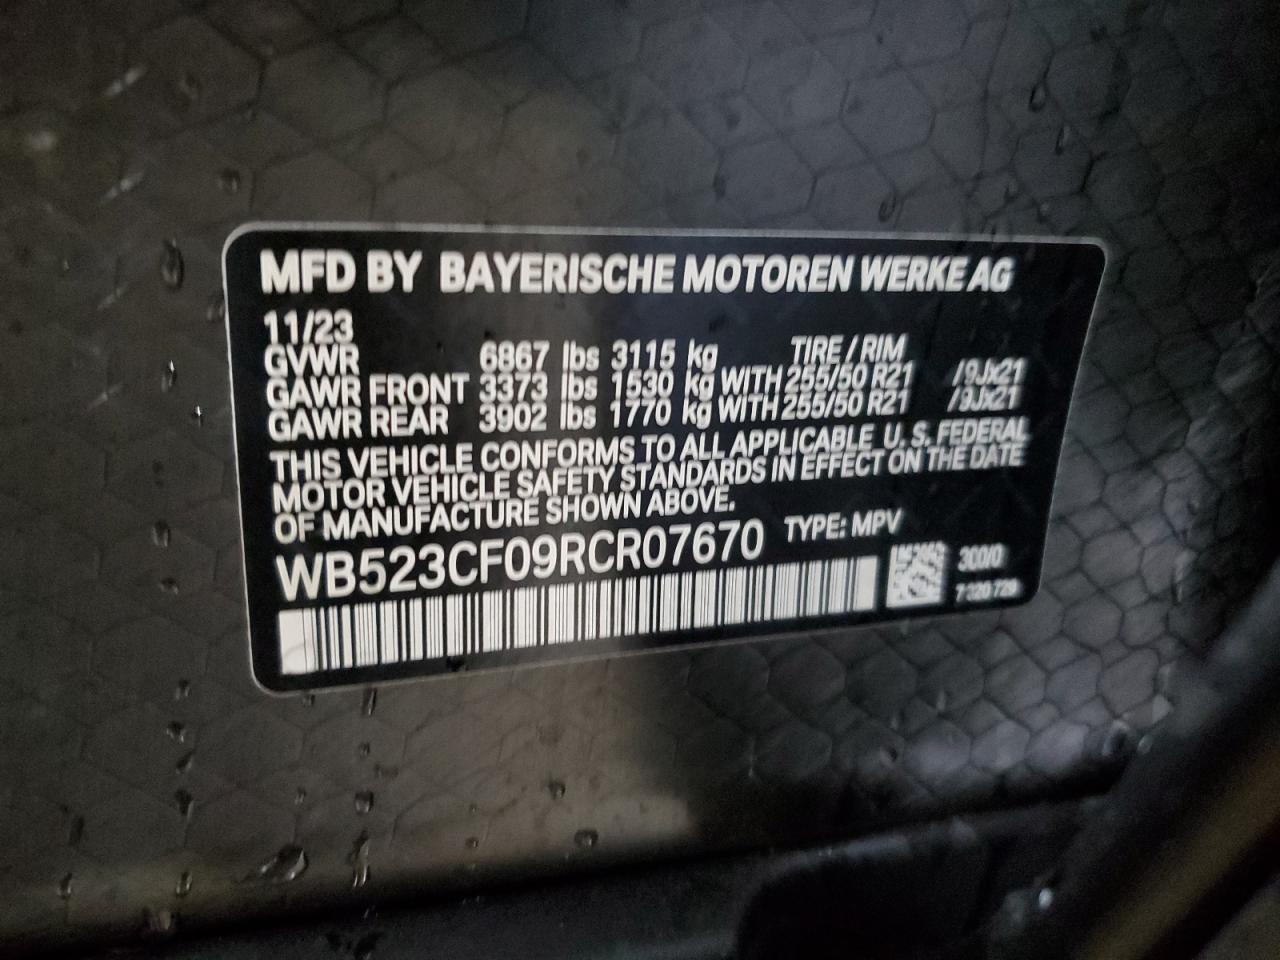 MFD BY BAYERISCHE MOTOREN WERKE AG
11/23
GVWR 6867 lbs 3115 kg TIRE / RIM
GAWR FRONT 3373 lbs 1530 kg WITH 255/50 R21 /9Jx21
GAWR REAR 3902 lbs 1770 kg WITH 255/50 R21 /9Jx21
THIS VEHICLE CONFORMS TO ALL APPLICABLE U. S. FEDERAL
MOTOR VEHICLE SAFETY STANDARDS IN EFFECT ON THE DATE
OF MANUFACTURE SHOWN ABOVE.
WB523CF09RCR07670 TYPE: MPV
300/0